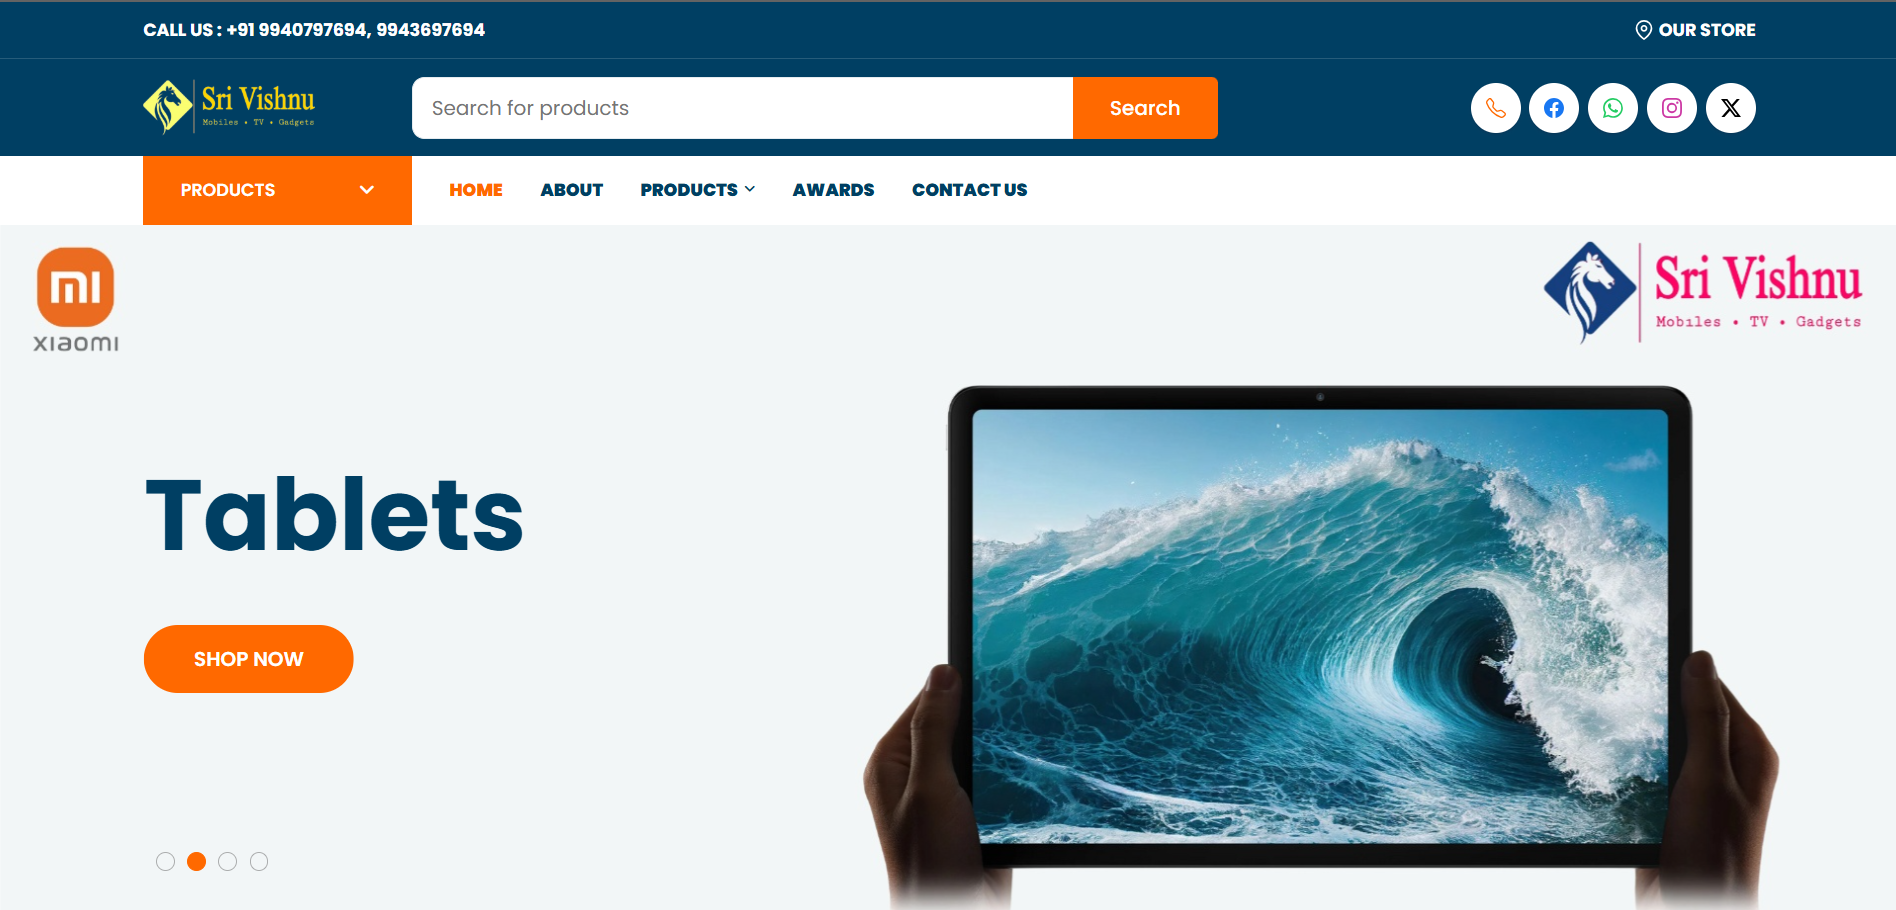 CALL US : +91 9940797694, 9943697694
OUR STORE
Sri Vishnu
Mobiles • TV • Gadgets
Search for products
Search
PRODUCTS
HOME
ABOUT
PRODUCTS
AWARDS
CONTACT US
mi
xiaomi
Sri Vishnu
Mobiles • TV • Gadgets
Tablets
SHOP NOW